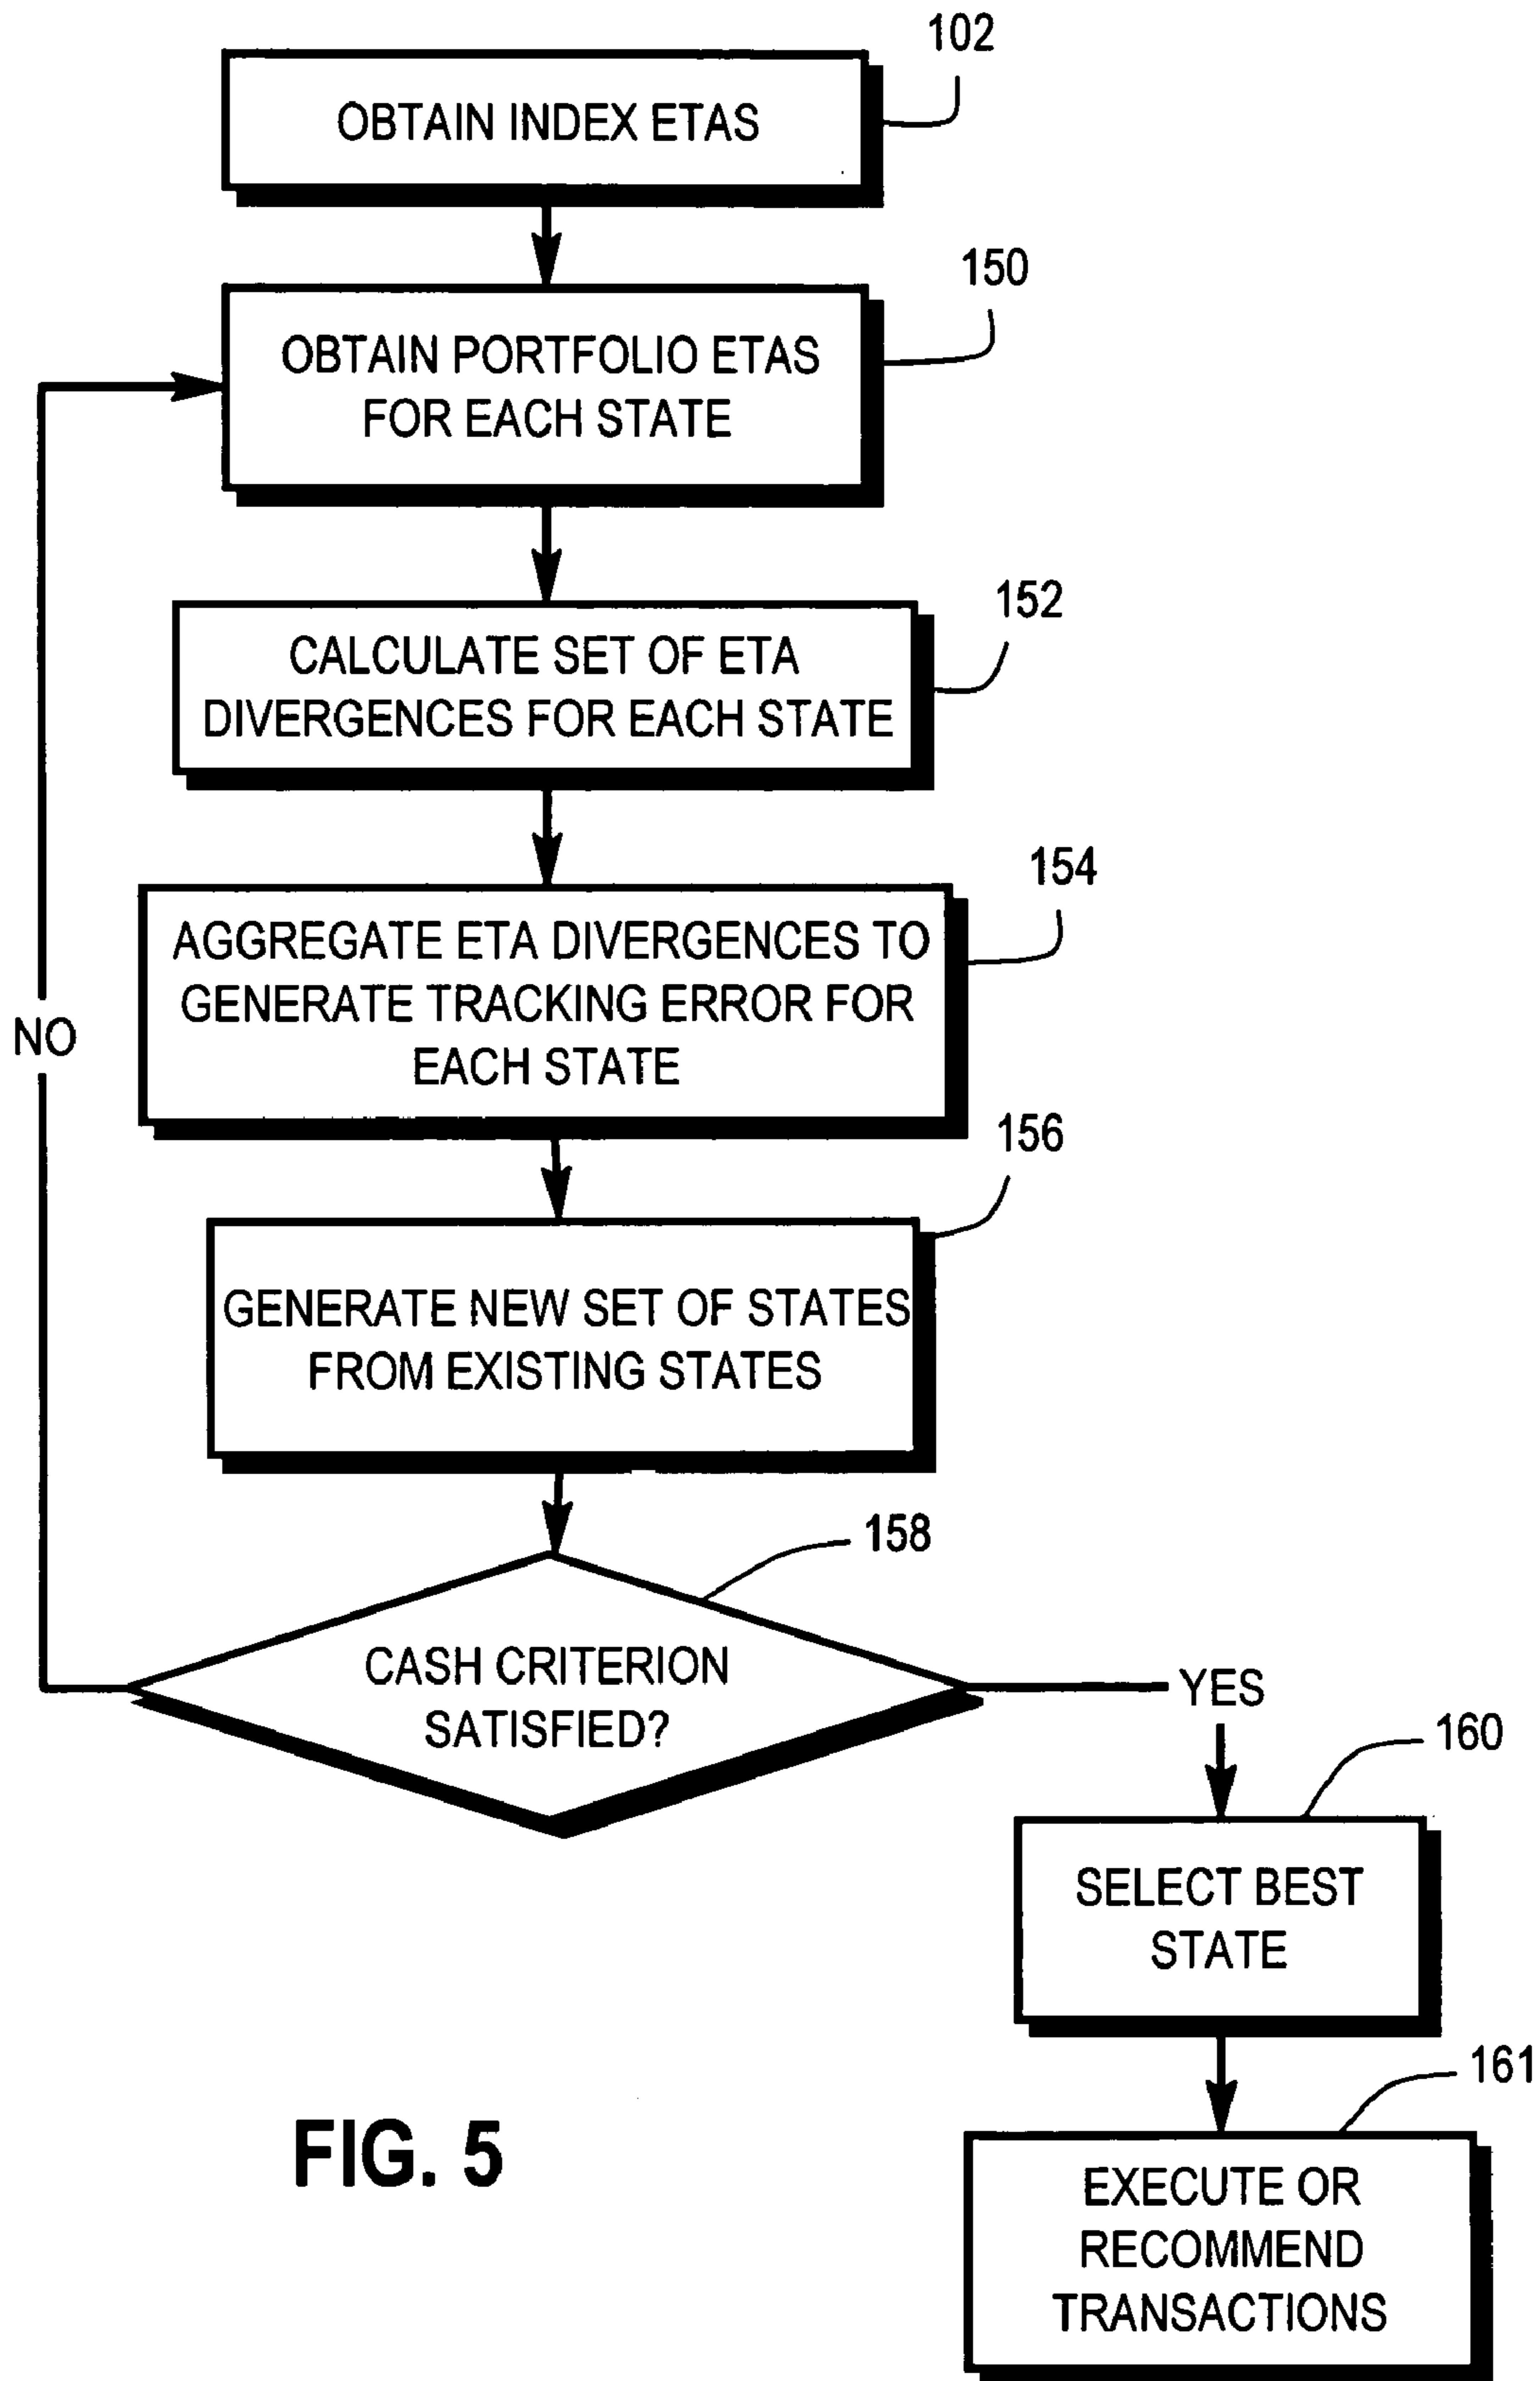 102
OBTAIN INDEX ETAS
150
OBTAIN PORTFOLIO ETAS
FOR EACH STATE
152
CALCULATE SET OF ETA
DIVERGENCES FOR EACH STATE
154
AGGREGATE ETA DIVERGENCES TO
GENERATE TRACKING ERROR FOR
EACH STATE
NO
156
GENERATE NEW SET OF STATES
FROM EXISTING STATES
158
CASH CRITERION
SATISFIED?
YES
160
SELECT BEST
STATE
161
EXECUTE OR
RECOMMEND
TRANSACTIONS
FIG. 5